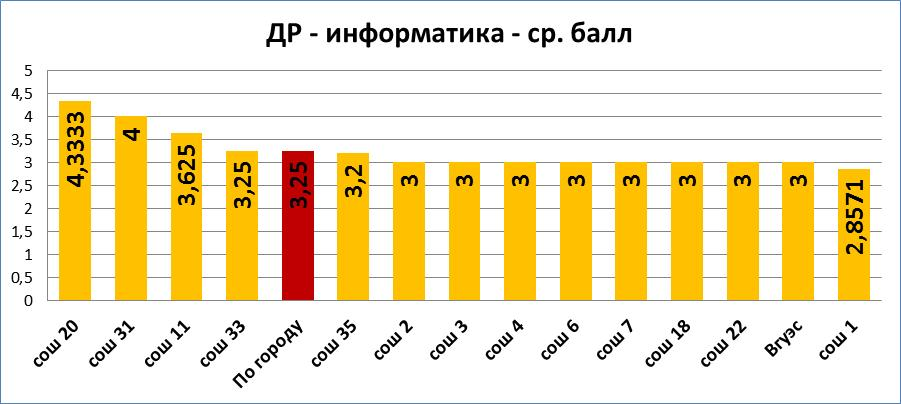 ДР - информатика - ср. балл
5
4,5
4
3,5
3
2,5
2
1,5
1
0,5
0
4,3333
4
3,625
3,25
3,25
3,2
3
3
3
3
3
3
3
3
2,8571
сош 20
сош 31
сош 11
сош 33
По городу
сош 35
сош 2
сош 3
сош 4
сош 6
сош 7
сош 18
сош 22
Вгуэс
сош 1